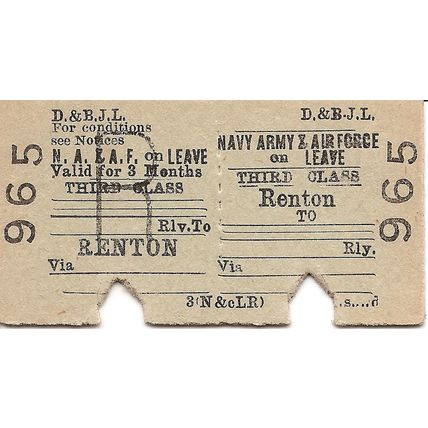 D.&B.J.L.
For conditions
see Notices
N. A. & A. F. on LEAVE
Valid for 3 Months
THIRD CLASS
R
Rly. To
RENTON
Via
3(N&cLR)
965
D.&B.J.L.
NAVY ARMY & AIR FORCE
on LEAVE
THIRD CLASS
Renton
TO
Rly.
Via
.s....d
965